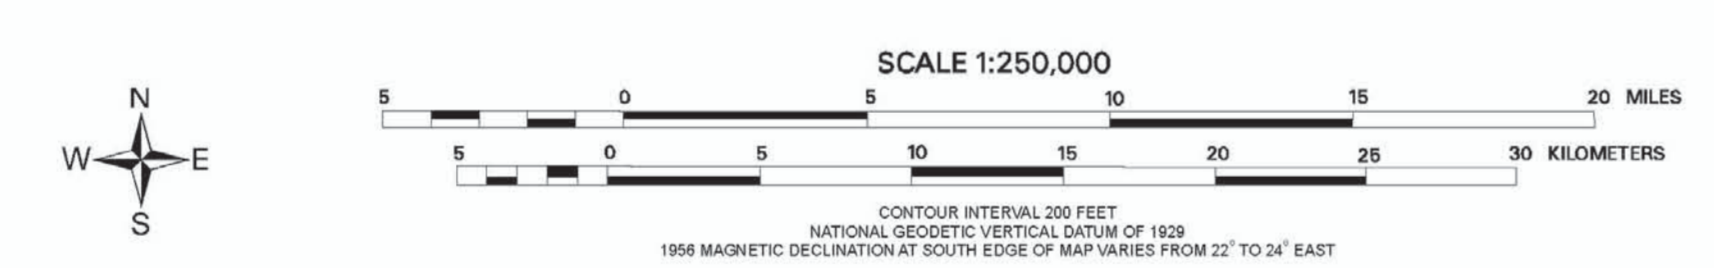 SCALE 1:250,000
N
5 0 5 10 15 20 MILES
W E
5 0 5 10 15 20 25 30 KILOMETERS
S
CONTOUR INTERVAL 200 FEET
NATIONAL GEODETIC VERTICAL DATUM OF 1929
1956 MAGNETIC DECLINATION AT SOUTH EDGE OF MAP VARIES FROM 22° TO 24° EAST